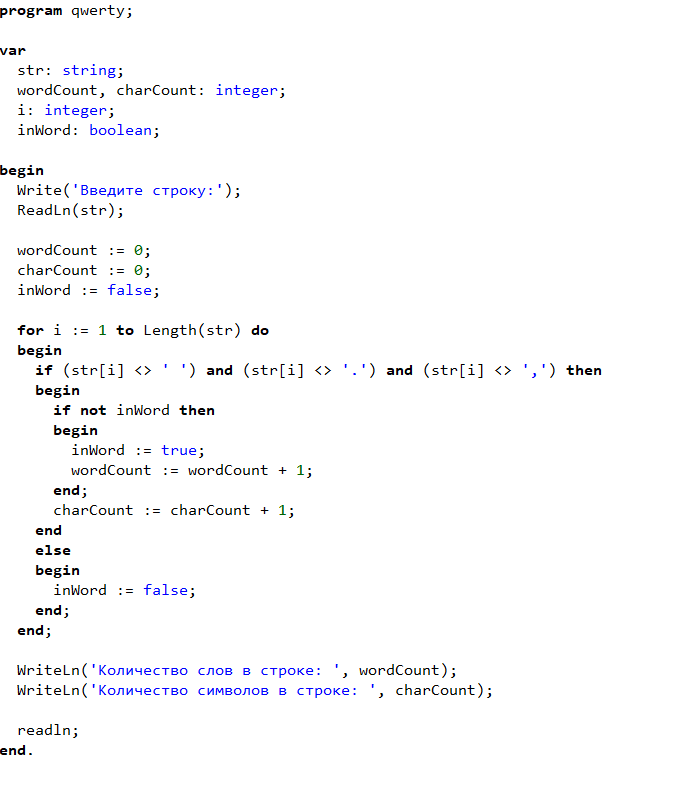 program qwerty;
var
str: string;
wordCount, charCount: integer;
i: integer;
inWord: boolean;
begin
Write('Введите строку:');
ReadLn(str);
wordCount := 0;
charCount := 0;
inWord := false;
for i := 1 to Length(str) do
begin
if (str[i] <> ' ') and (str[i] <> '.') and (str[i] <> ',') then
begin
if not inWord then
begin
inWord := true;
wordCount := wordCount + 1;
end;
charCount := charCount + 1;
end
else
begin
inWord := false;
end;
end;
WriteLn('Количество слов в строке: ', wordCount);
WriteLn('Количество символов в строке: ', charCount);
readln;
end.